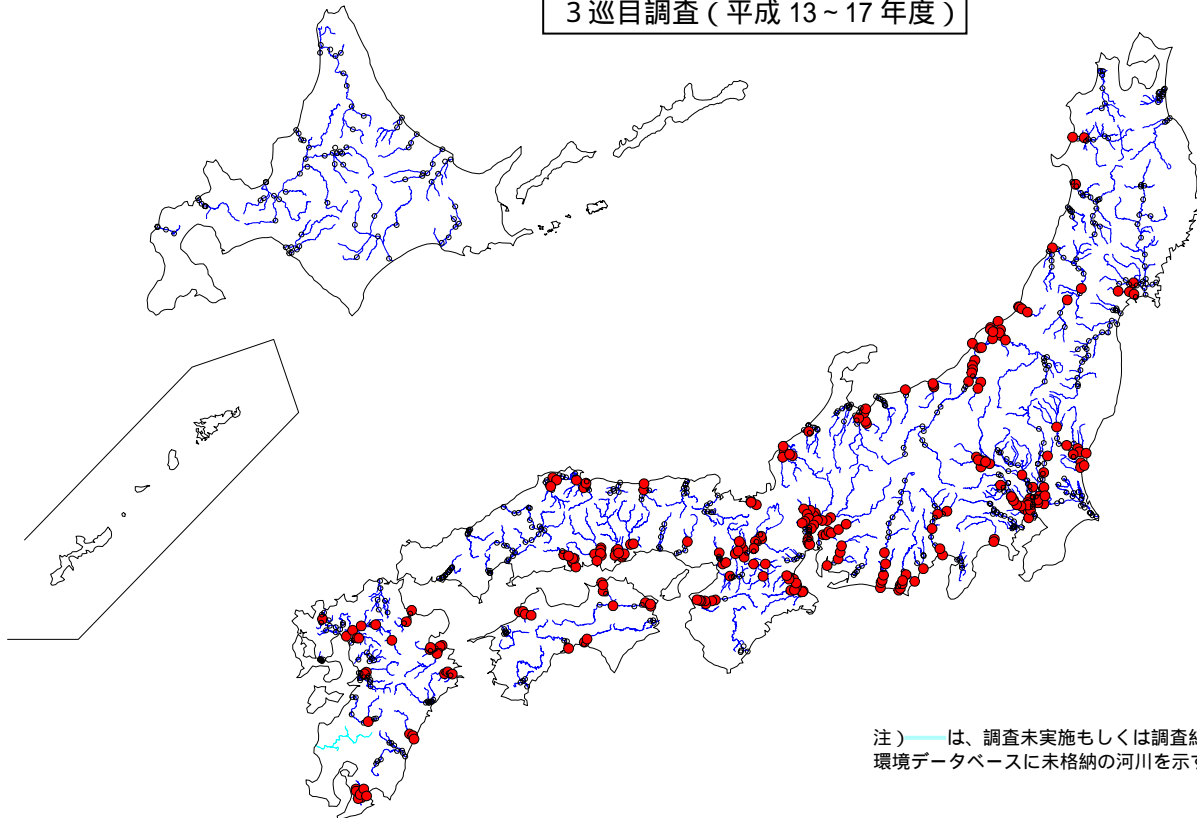 ３巡目調査（平成 13～17 年度）
注）　　は、調査未実施もしくは調査
環境データベースに未格納の河川を示